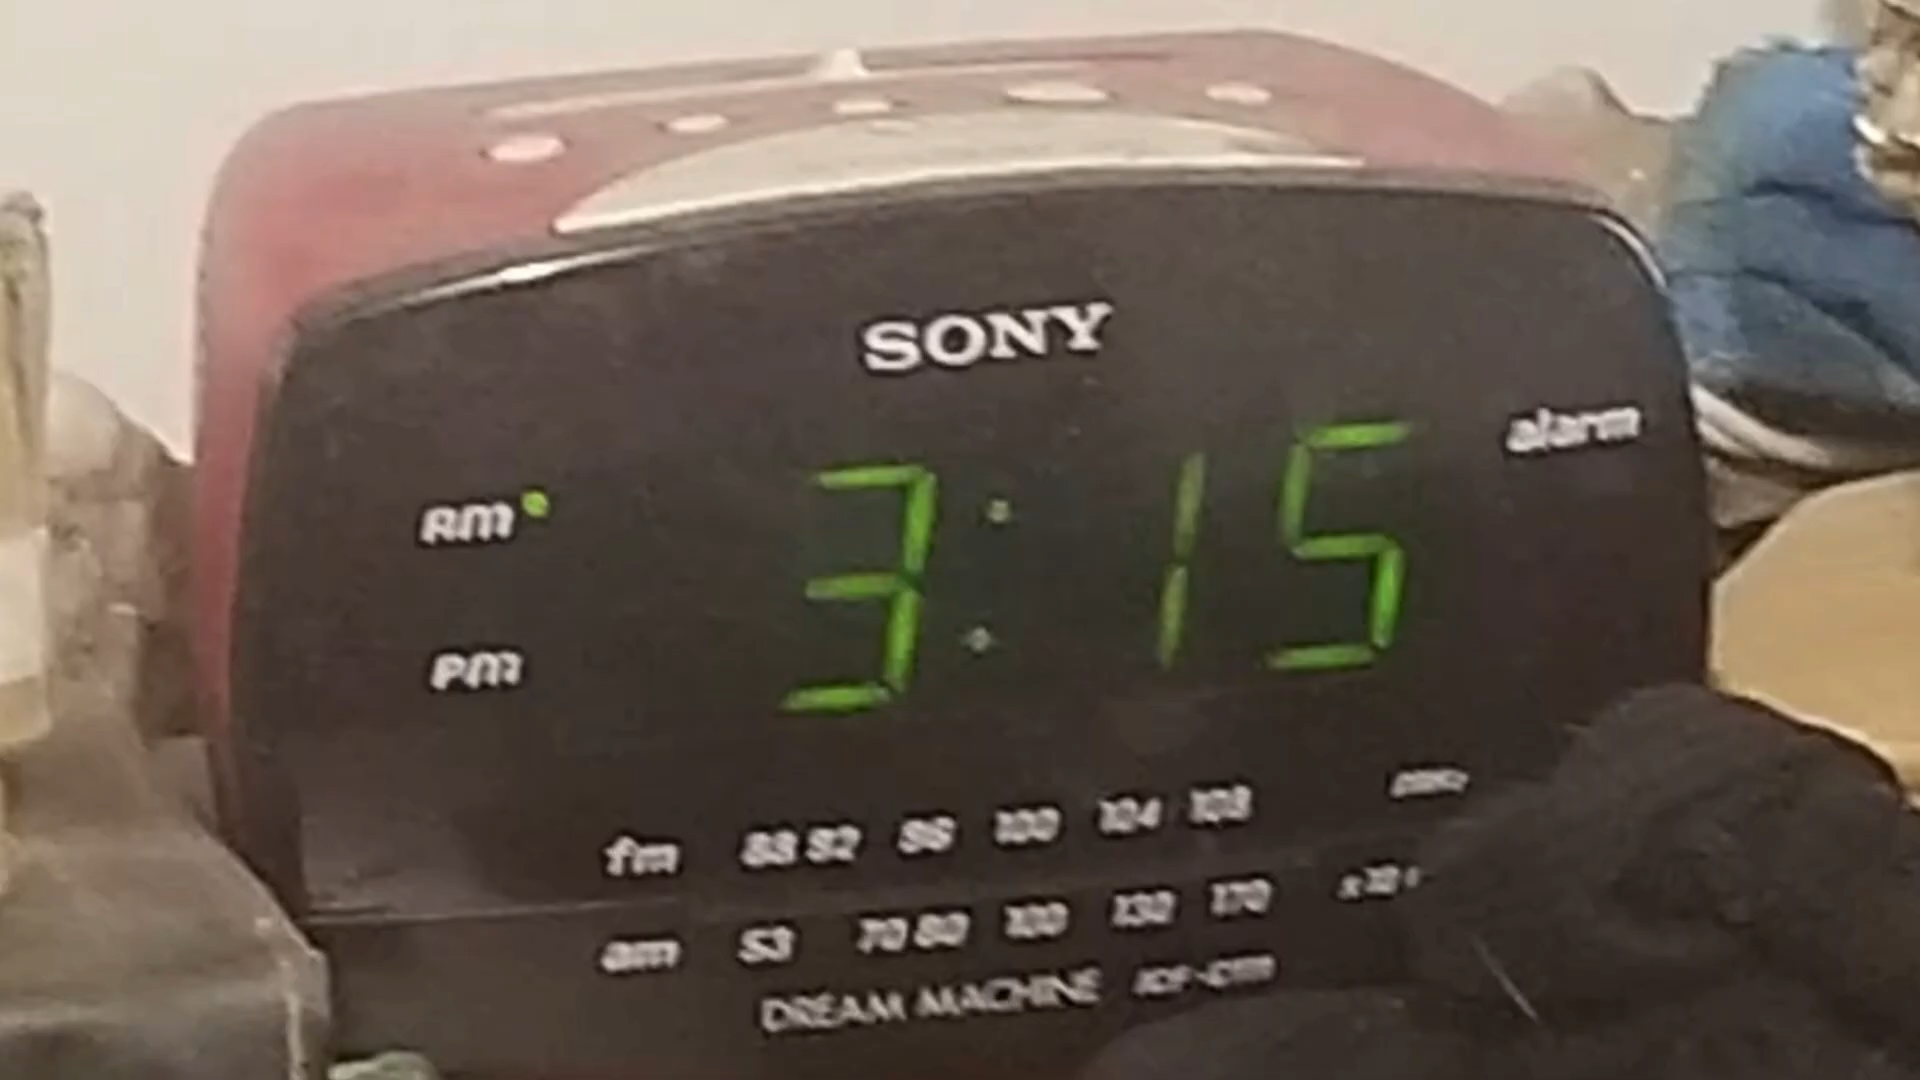 SONY
alarm
AM
3:15
PM
fm 88 92 96 100 104 108
am 53 70 80 100 130 170
DREAM MACHINE